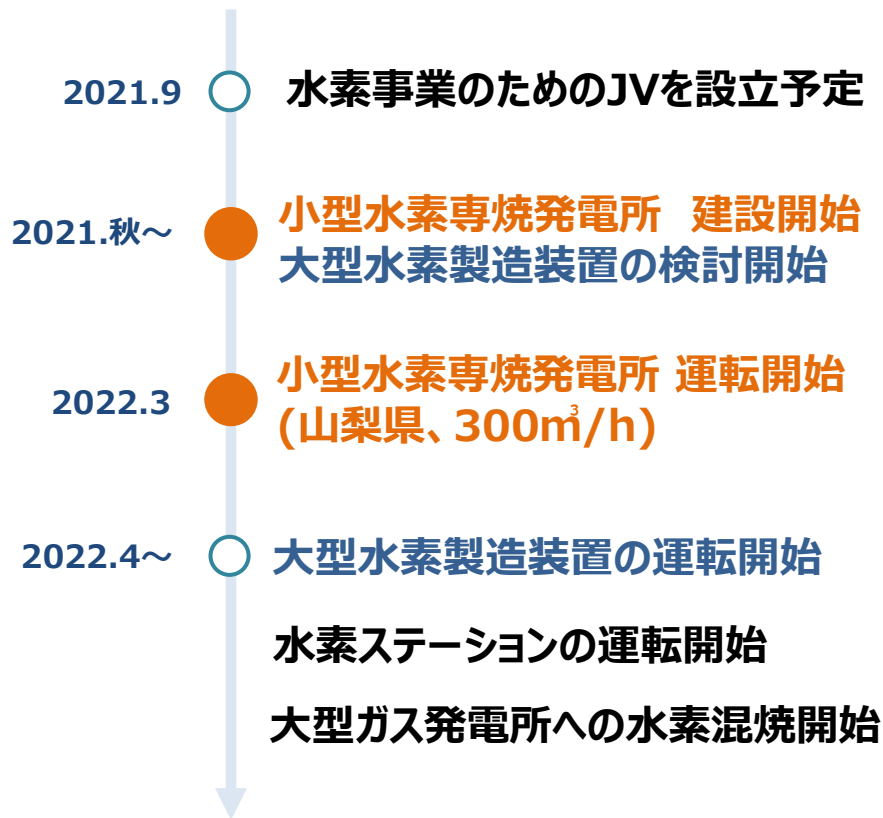 2021.9 水素事業のためのJVを設立予定
2021.秋～ 小型水素専焼発電所 建設開始
大型水素製造装置の検討開始
2022.3 小型水素専焼発電所 運転開始
(山梨県、300㎥/h)
2022.4～ 大型水素製造装置の運転開始
水素ステーションの運転開始
大型ガス発電所への水素混焼開始